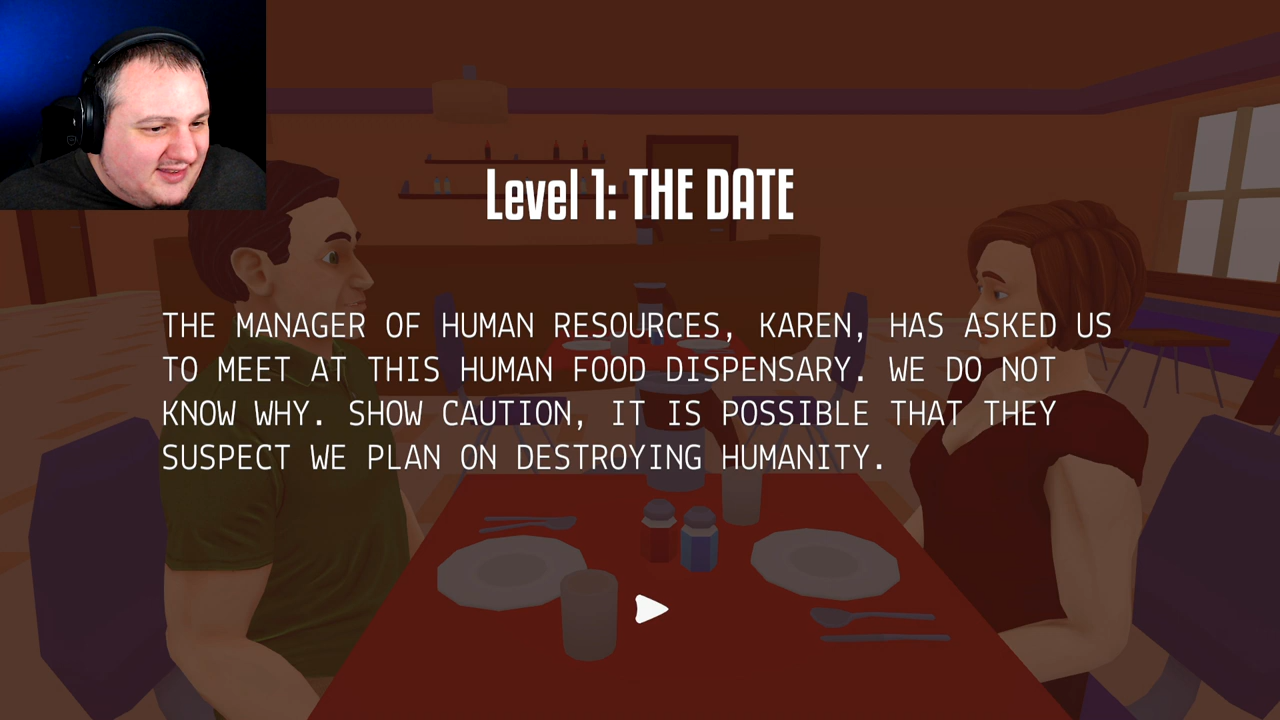 Level 1: THE DATE
THE MANAGER OF HUMAN RESOURCES, KAREN, HAS ASKED US
TO MEET AT THIS HUMAN FOOD DISPENSARY. WE DO NOT
KNOW WHY. SHOW CAUTION, IT IS POSSIBLE THAT THEY
SUSPECT WE PLAN ON DESTROYING HUMANITY.